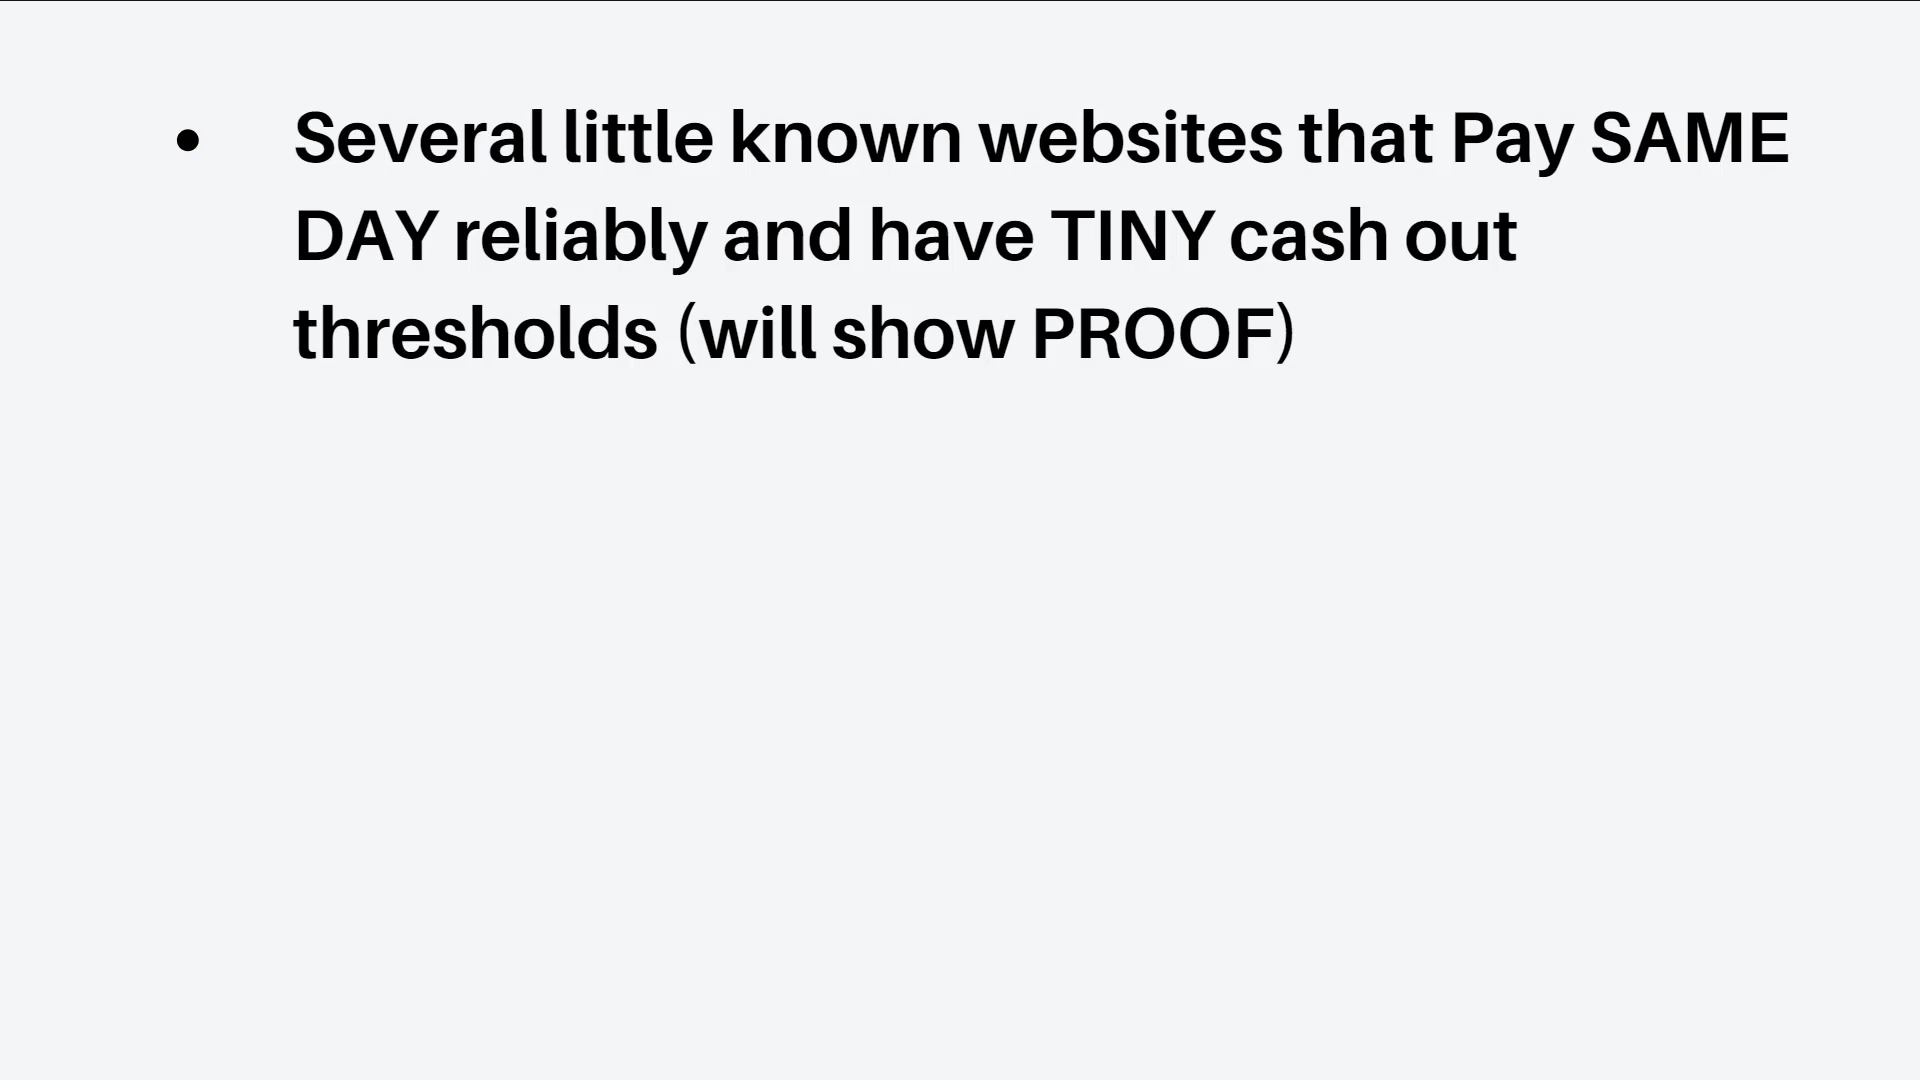 • Several little known websites that Pay SAME
DAY reliably and have TINY cash out
thresholds (will show PROOF)